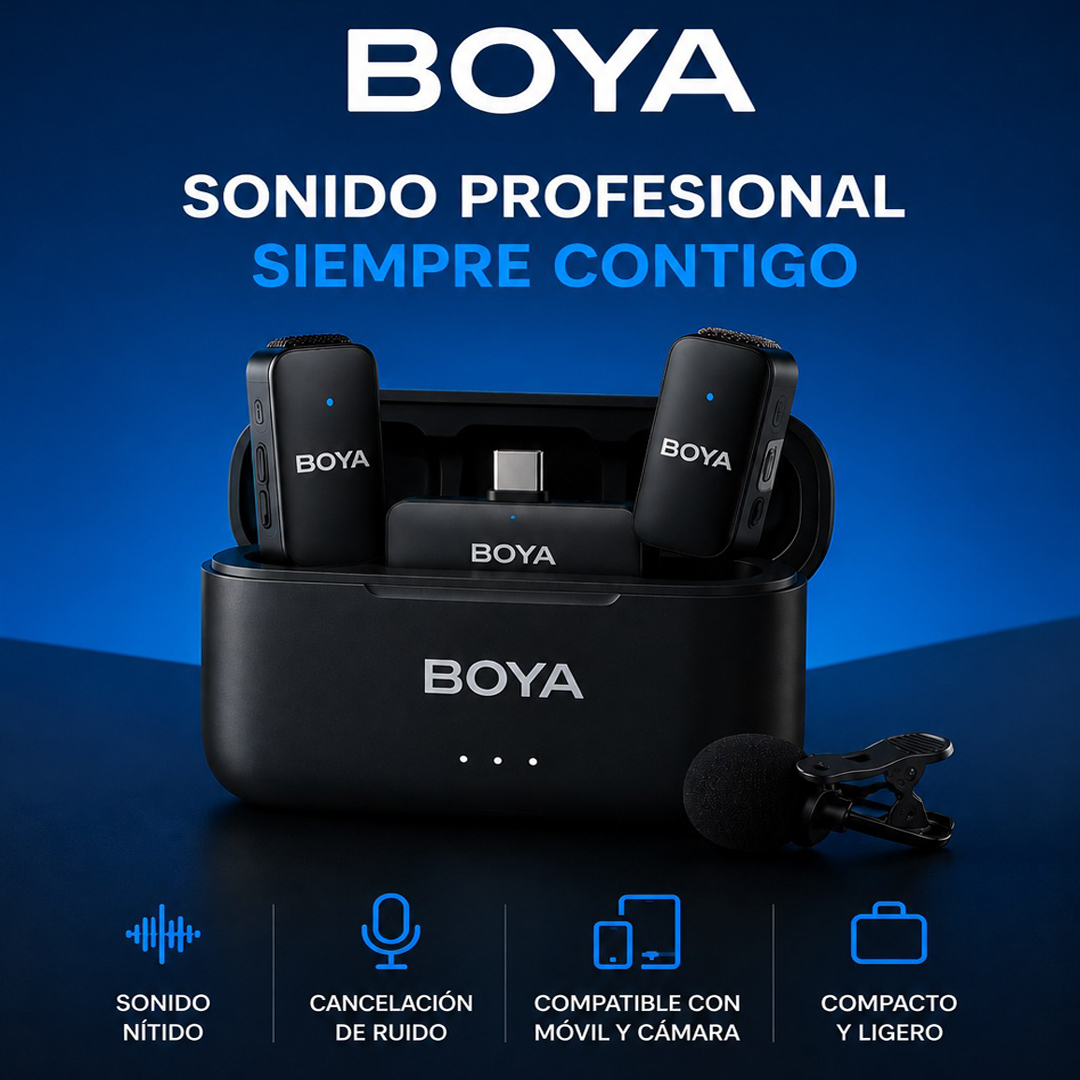 BOYA
SONIDO PROFESIONAL
SIEMPRE CONTIGO
BOYA
BOYA
BOYA
BOYA
SONIDO
NÍTIDO
CANCELACIÓN
DE RUIDO
COMPATIBLE CON
MÓVIL Y CÁMARA
COMPACTO
Y LIGERO